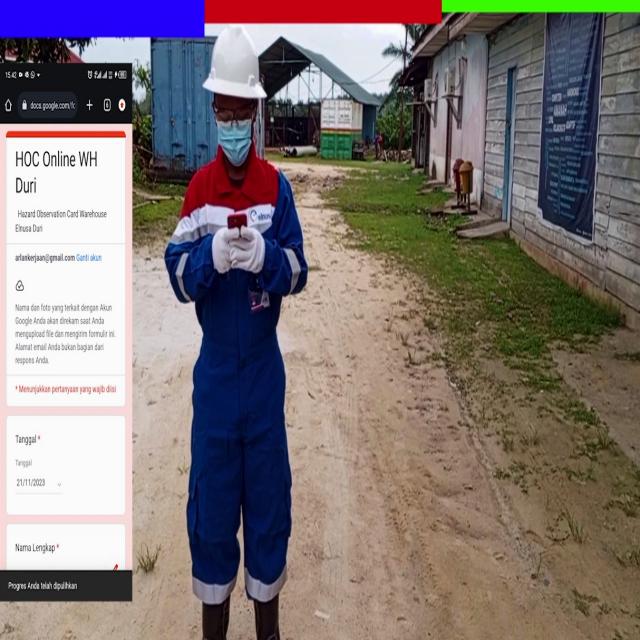 15.42
docs.google.com/fo
HOC Online WH
Duri
Hazard Observation Card Warehouse
Elnusa Duri
arlankerjaan@gmail.com Ganti akun
Nama dan foto yang terkait dengan Akun
Google Anda akan direkam saat Anda
mengupload file dan mengirim formulir ini.
Alamat email Anda bukan bagian dari
respons Anda.
* Menunjukkan pertanyaan yang wajib diisi
Tanggal *
Tanggal
21/11/2023
Nama Lengkap *
Progres Anda telah dipulihkan
elnusa